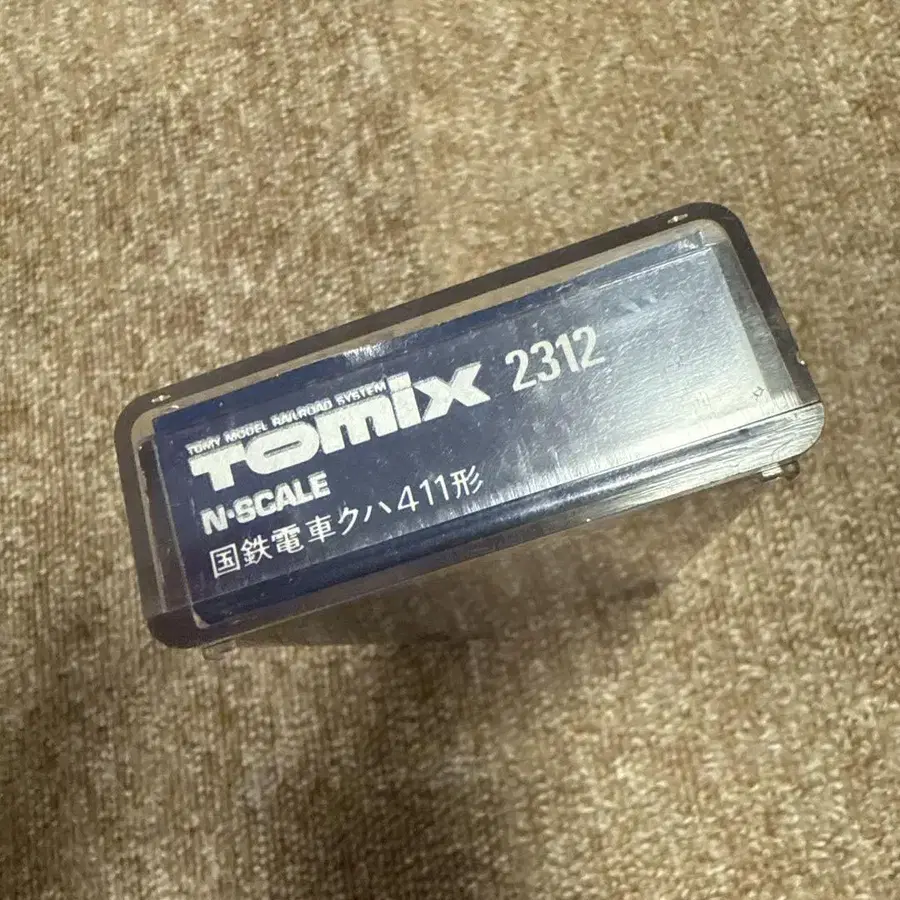 TOMY MODEL RAILROAD SYSTEM
TOMIX 2312
N•SCALE
国鉄電車クハ411形